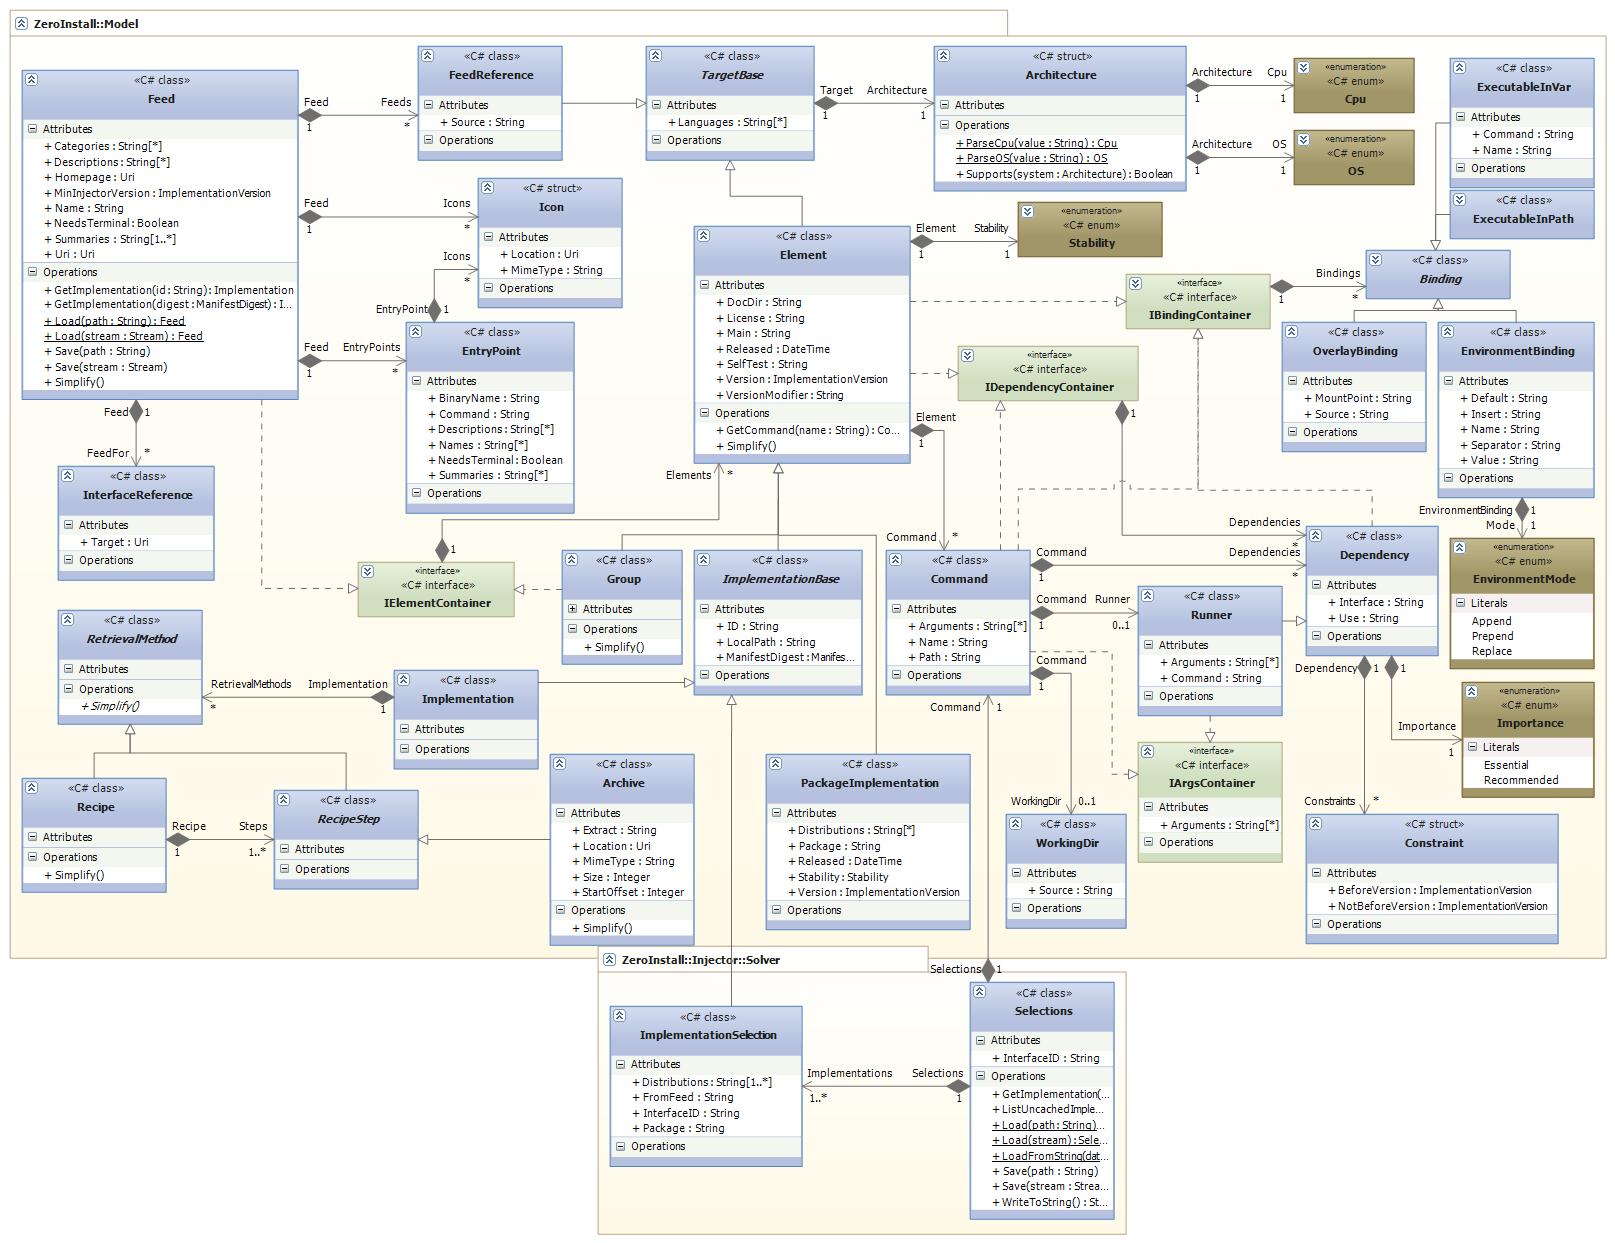 ZeroInstall::Model
«C# class»
Feed
Attributes
+ Categories : String[*]
+ Descriptions : String[*]
+ Homepage : Uri
+ MinInjectorVersion : ImplementationVersion
+ Name : String
+ NeedsTerminal : Boolean
+ Summaries : String[1..*]
+ Uri : Uri
Operations
+ GetImplementation(id : String) : Implementation
+ GetImplementation(digest : ManifestDigest) : I...
+ Load(path : String) : Feed
+ Load(stream : Stream) : Feed
+ Save(path : String)
+ Save(stream : Stream)
+ Simplify()
Feed
1
Feeds
*
Feed
1
Icons
*
Feed
1
EntryPoints
*
Feed
1
FeedFor
*
«C# class»
FeedReference
Attributes
+ Source : String
Operations
«C# struct»
Icon
Attributes
+ Location : Uri
+ MimeType : String
Operations
Icons
*
EntryPoint
1
«C# class»
EntryPoint
Attributes
+ BinaryName : String
+ Command : String
+ Descriptions : String[*]
+ Names : String[*]
+ NeedsTerminal : Boolean
+ Summaries : String[*]
Operations
«C# class»
TargetBase
Attributes
+ Languages : String[*]
Operations
Target
1
Architecture
1
«C# struct»
Architecture
Attributes
Operations
+ ParseCpu(value : String) : Cpu
+ ParseOS(value : String) : OS
+ Supports(system : Architecture) : Boolean
Architecture
1
Cpu
1
Architecture
1
OS
1
«enumeration»
«C# enum»
Cpu
«enumeration»
«C# enum»
OS
«C# class»
ExecutableInVar
Attributes
+ Command : String
+ Name : String
Operations
«C# class»
ExecutableInPath
«C# class»
Element
Attributes
+ DocDir : String
+ License : String
+ Main : String
+ Released : DateTime
+ SelfTest : String
+ Version : ImplementationVersion
+ VersionModifier : String
Operations
+ GetCommand(name : String) : Co...
+ Simplify()
Element
1
Stability
1
«enumeration»
«C# enum»
Stability
Element
1
Command
*
Elements
*
«interface»
«C# interface»
IBindingContainer
1
Bindings
*
«C# class»
Binding
«interface»
«C# interface»
IDependencyContainer
1
Dependencies
*
«C# class»
OverlayBinding
Attributes
+ MountPoint : String
+ Source : String
Operations
«C# class»
EnvironmentBinding
Attributes
+ Default : String
+ Insert : String
+ Name : String
+ Separator : String
+ Value : String
Operations
EnvironmentBinding
1
Mode
1
«enumeration»
«C# enum»
EnvironmentMode
Literals
Append
Prepend
Replace
«C# class»
InterfaceReference
Attributes
+ Target : Uri
Operations
1
«interface»
«C# interface»
IElementContainer
«C# class»
Group
Attributes
Operations
+ Simplify()
«C# class»
ImplementationBase
Attributes
+ ID : String
+ LocalPath : String
+ ManifestDigest : Manifes...
Operations
«C# class»
Command
Attributes
+ Arguments : String[*]
+ Name : String
+ Path : String
Operations
Command
1
Dependencies
*
Command
1
Runner
0..1
Command
1
WorkingDir
0..1
«C# class»
Runner
Attributes
+ Arguments : String[*]
+ Command : String
Operations
«C# class»
Dependency
Attributes
+ Interface : String
+ Use : String
Operations
Dependency
1
1
Constraints
*
Importance
1
«enumeration»
«C# enum»
Importance
Literals
Essential
Recommended
«C# class»
RetrievalMethod
Attributes
Operations
+ Simplify()
RetrievalMethods
*
Implementation
1
«C# class»
Implementation
Attributes
Operations
Command
1
«interface»
«C# interface»
IArgsContainer
Attributes
+ Arguments : String[*]
Operations
«C# class»
Recipe
Attributes
Operations
+ Simplify()
Recipe
1
Steps
1..*
«C# class»
RecipeStep
Attributes
Operations
«C# class»
Archive
Attributes
+ Extract : String
+ Location : Uri
+ MimeType : String
+ Size : Integer
+ StartOffset : Integer
Operations
+ Simplify()
«C# class»
PackageImplementation
Attributes
+ Distributions : String[*]
+ Package : String
+ Released : DateTime
+ Stability : Stability
+ Version : ImplementationVersion
Operations
«C# class»
WorkingDir
Attributes
+ Source : String
Operations
«C# struct»
Constraint
Attributes
+ BeforeVersion : ImplementationVersion
+ NotBeforeVersion : ImplementationVersion
Operations
ZeroInstall::Injector::Solver
Selections
1
«C# class»
ImplementationSelection
Attributes
+ Distributions : String[1..*]
+ FromFeed : String
+ InterfaceID : String
+ Package : String
Operations
Implementations
1..*
Selections
1
«C# class»
Selections
Attributes
+ InterfaceID : String
Operations
+ GetImplementation(...
+ ListUncachedImple...
+ Load(path : String)...
+ Load(stream) : Sele...
+ LoadFromString(dat...
+ Save(path : String)
+ Save(stream : Strea...
+ WriteToString() : St...